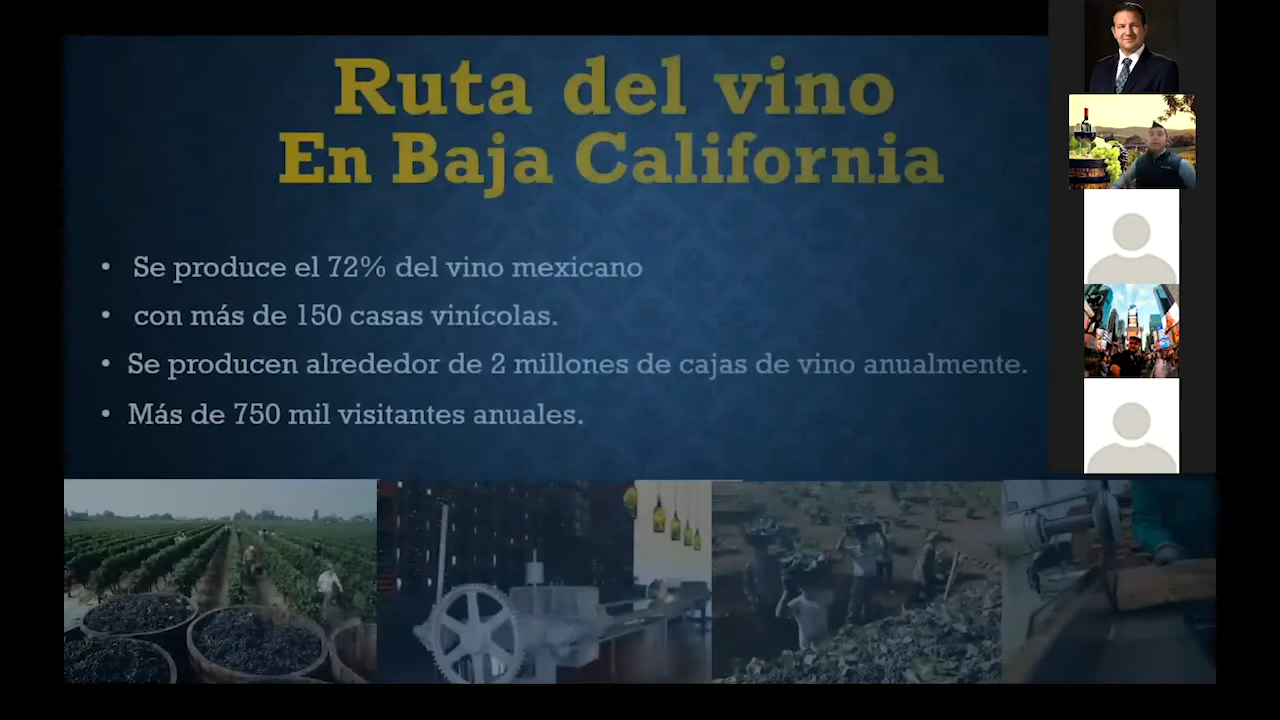 Ruta del vino
En Baja California
• Se produce el 72% del vino mexicano
• con más de 150 casas vinícolas.
• Se producen alrededor de 2 millones de cajas de vino anualmente.
• Más de 750 mil visitantes anuales.